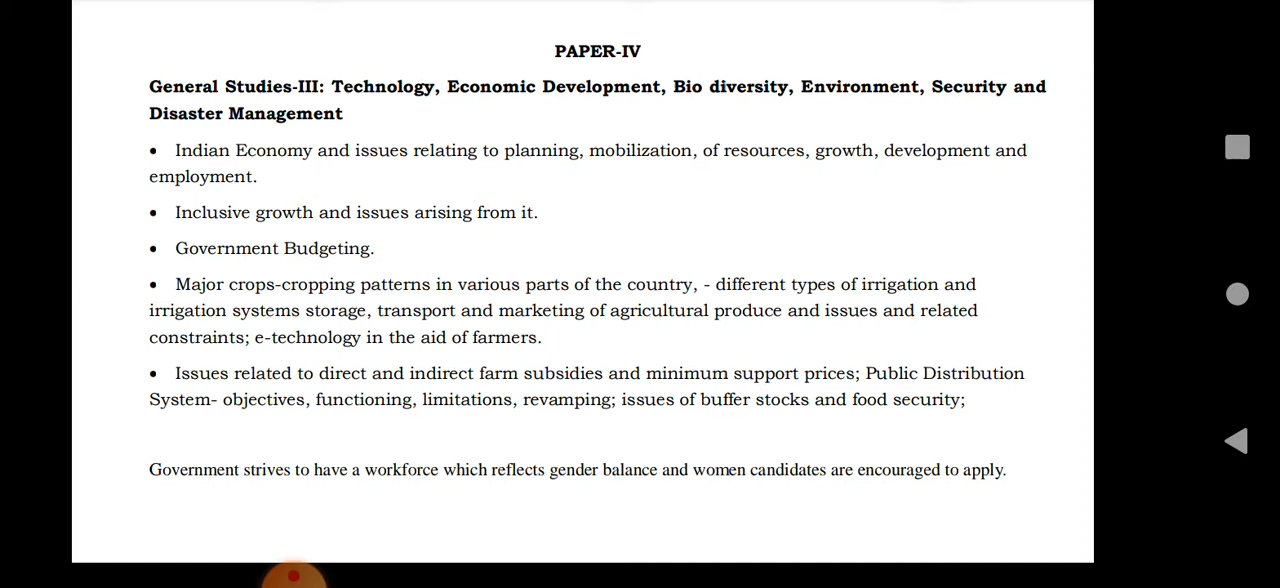 PAPER-IV
General Studies-III: Technology, Economic Development, Bio diversity, Environment, Security and
Disaster Management
• Indian Economy and issues relating to planning, mobilization, of resources, growth, development and
employment.
• Inclusive growth and issues arising from it.
• Government Budgeting.
• Major crops-cropping patterns in various parts of the country, - different types of irrigation and
irrigation systems storage, transport and marketing of agricultural produce and issues and related
constraints; e-technology in the aid of farmers.
• Issues related to direct and indirect farm subsidies and minimum support prices; Public Distribution
System- objectives, functioning, limitations, revamping; issues of buffer stocks and food security;
Government strives to have a workforce which reflects gender balance and women candidates are encouraged to apply.